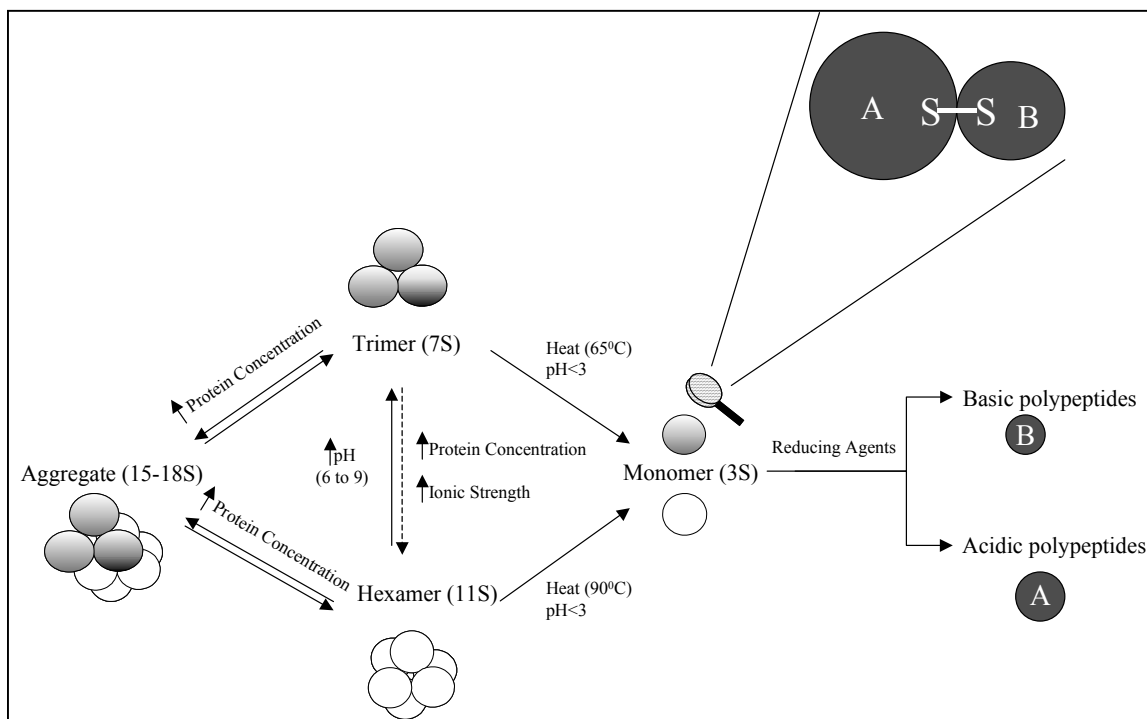 A S S B
Trimer (7S)
Protein Concentration
Heat (65⁰C)
pH<3
pH
(6 to 9)
Protein Concentration
Ionic Strength
Aggregate (15-18S)
Protein Concentration
Monomer (3S)
Reducing Agents
Basic polypeptides
B
Acidic polypeptides
A
Hexamer (11S)
Heat (90⁰C)
pH<3